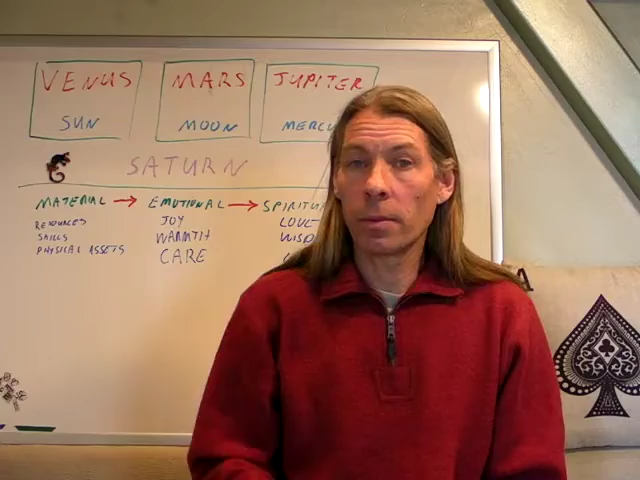 VENUS MARS JUPITER
SUN MOON
SATURN
MATERIAL → EMOTIONAL →
RESOURCES JOY
SKILLS WARMTH
PHYSICAL ASSETS CARE
A